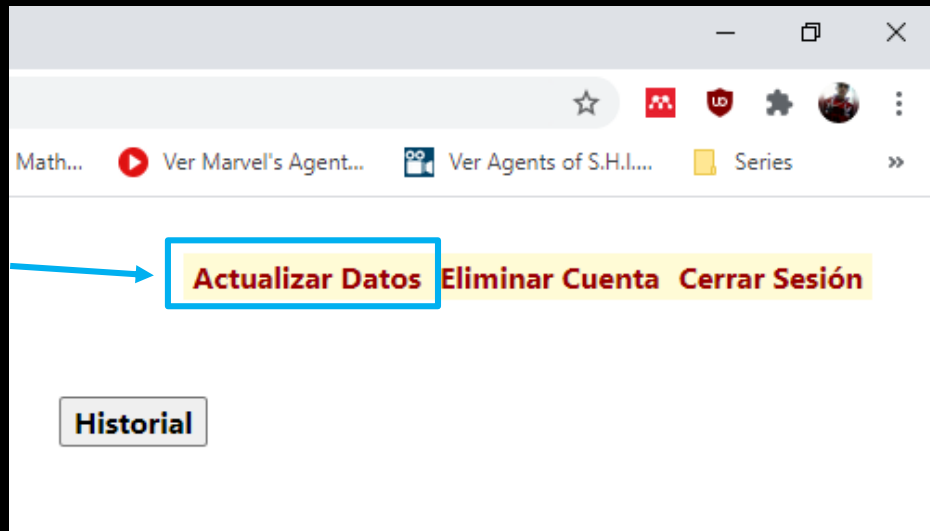 Math... Ver Marvel's Agent... Ver Agents of S.H.I.... Series »
Actualizar Datos Eliminar Cuenta Cerrar Sesión
Historial